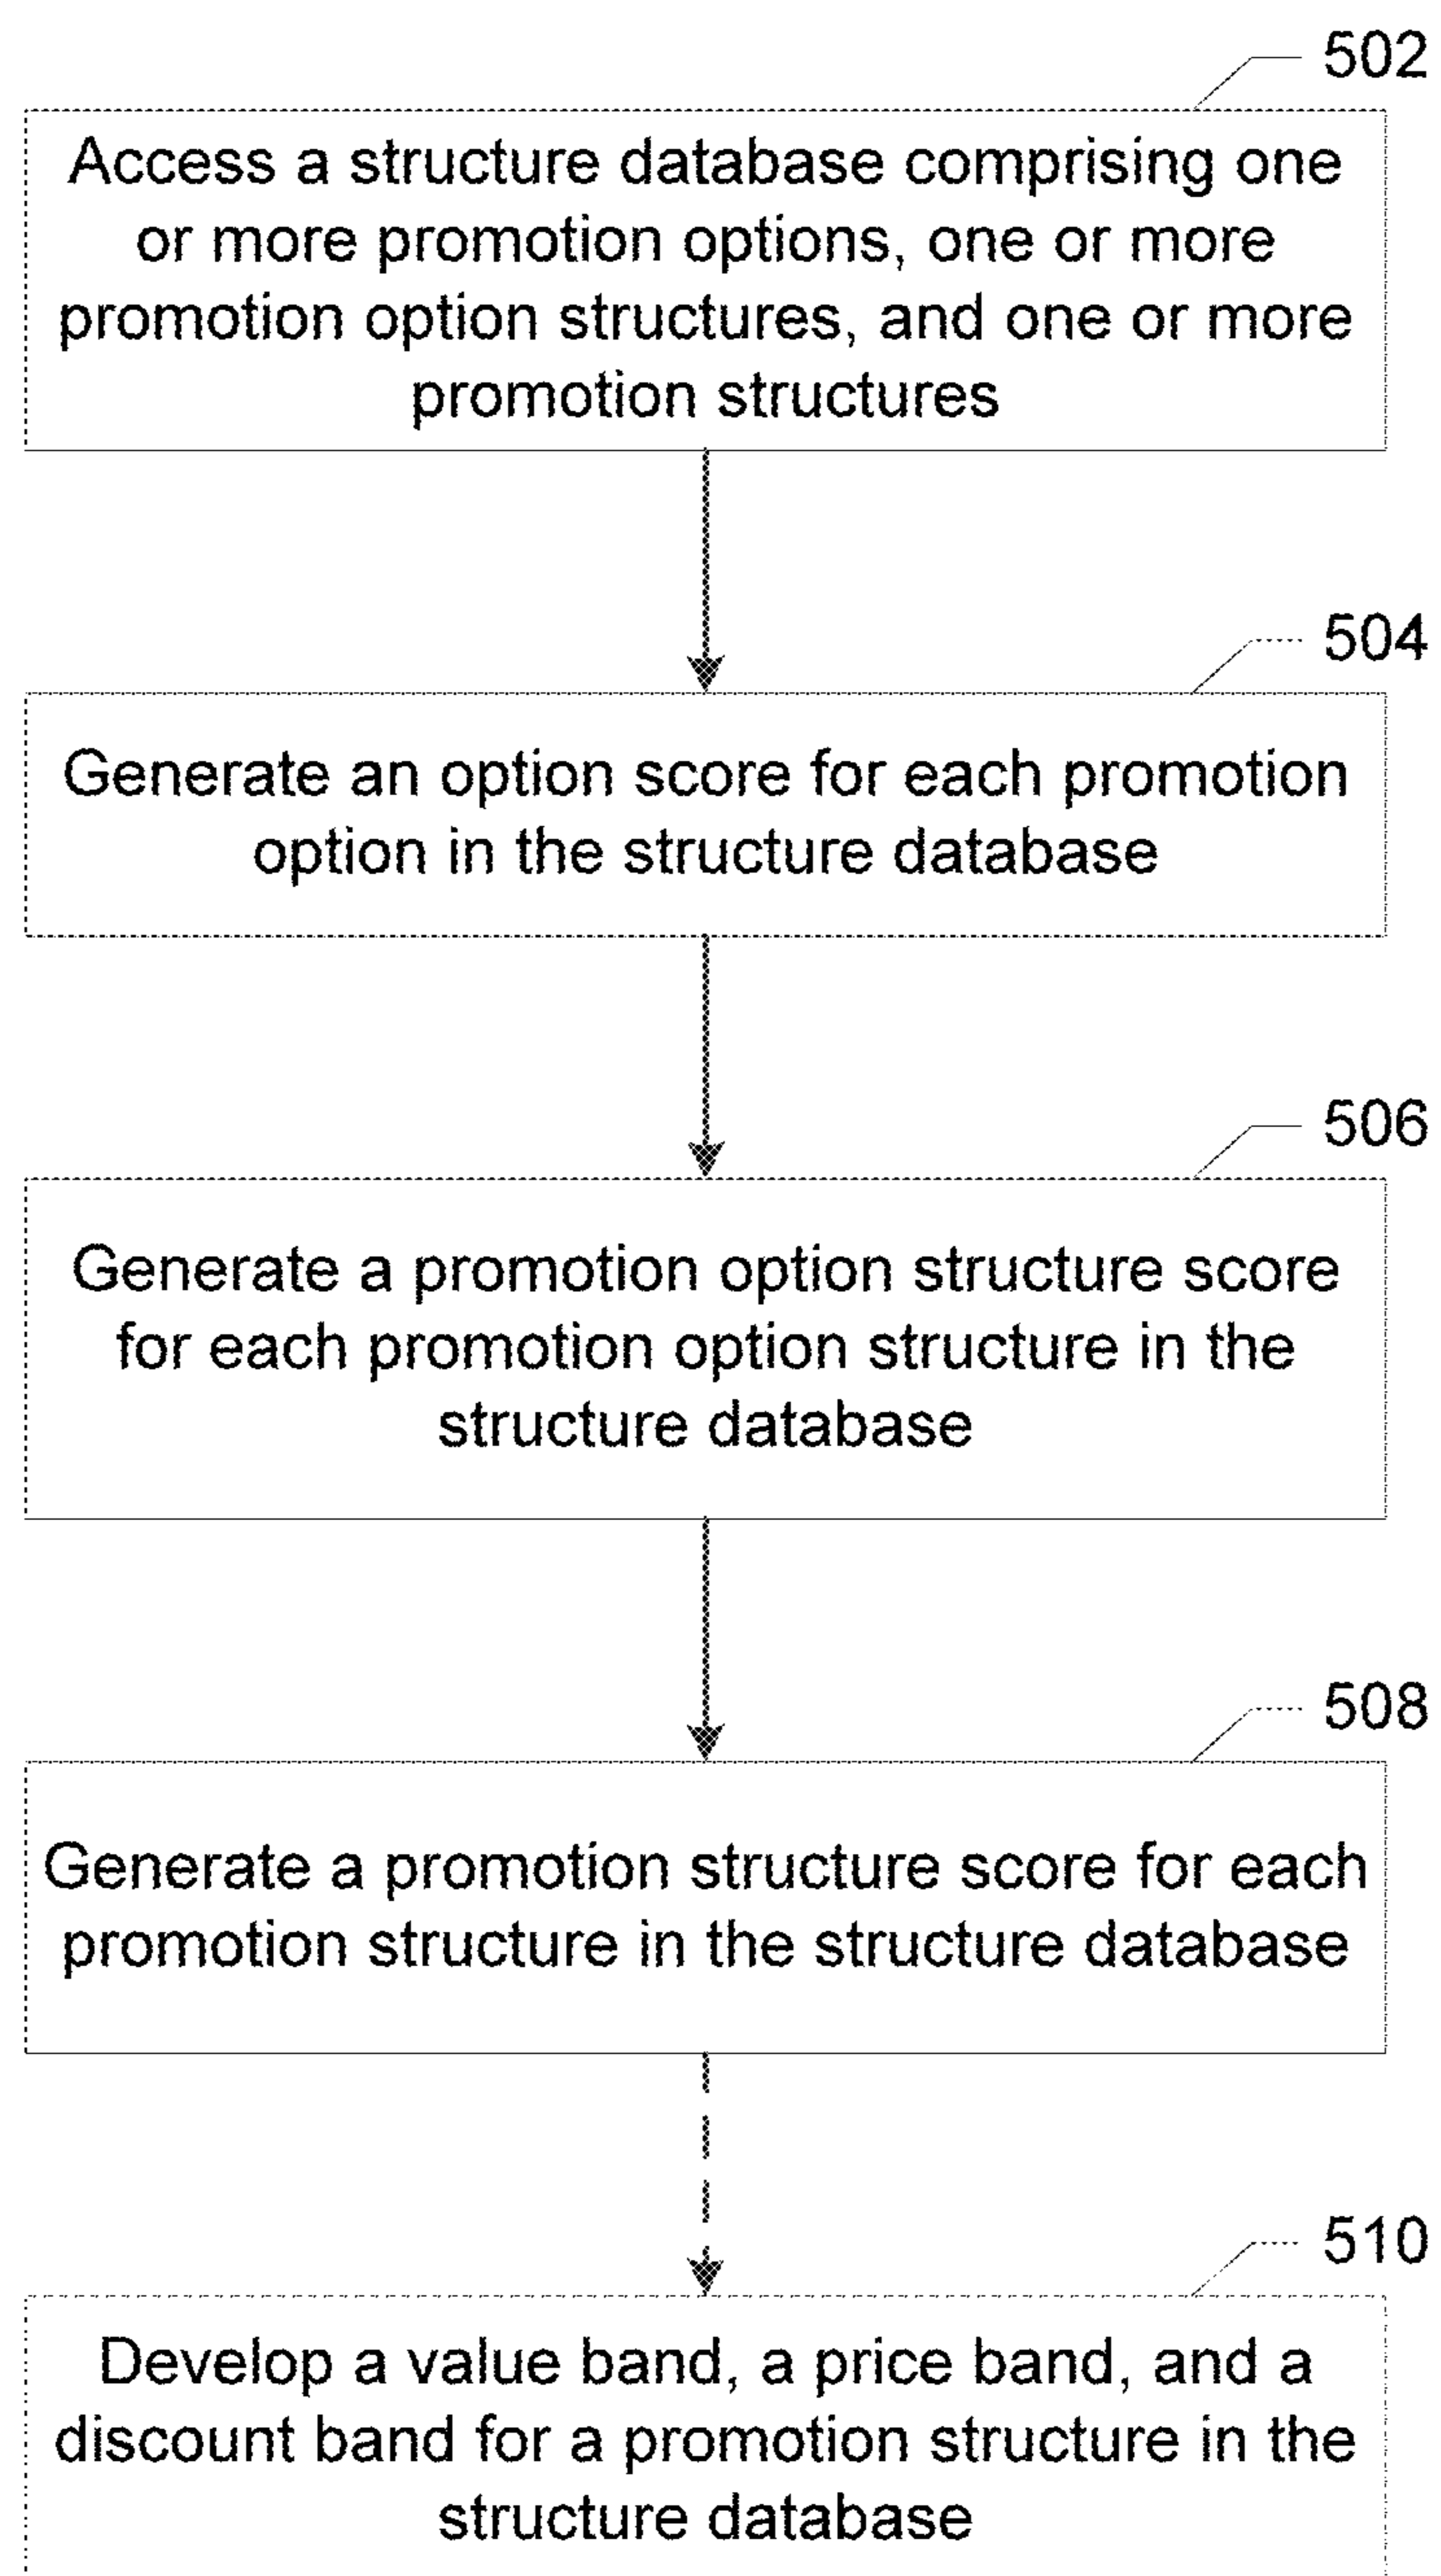 502
Access a structure database comprising one
or more promotion options, one or more
promotion option structures, and one or more
promotion structures
504
Generate an option score for each promotion
option in the structure database
506
Generate a promotion option structure score
for each promotion option structure in the
structure database
508
Generate a promotion structure score for each
promotion structure in the structure database
510
Develop a value band, a price band, and a
discount band for a promotion structure in the
structure database